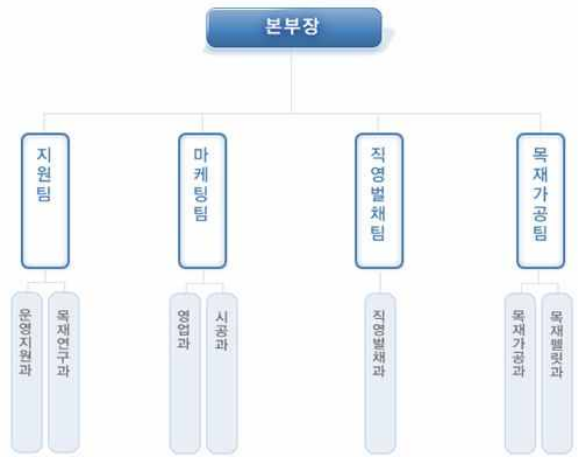 본부장
지원팀
마케팅팀
직영벌채팀
목재가공팀
운영지원과
목재연구과
영업과
시공과
직영벌채과
목재가공과
목재펠릿과